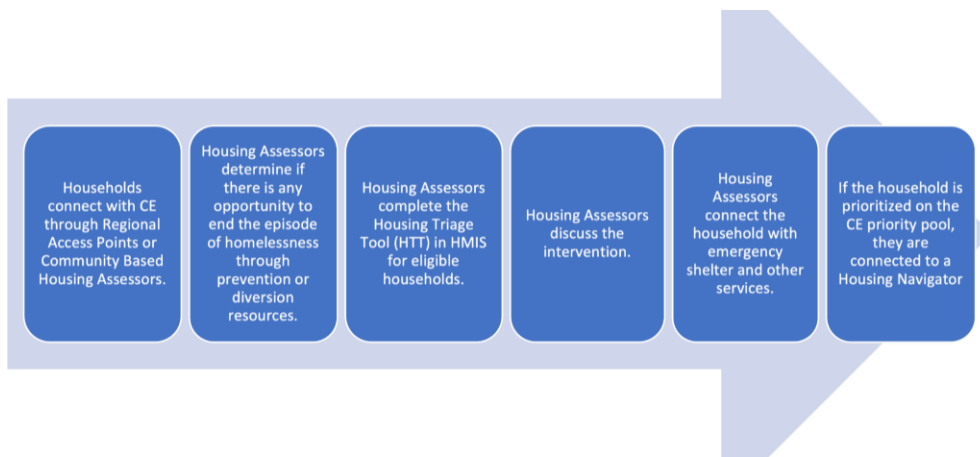 Households
connect with CE
through Regional
Access Points or
Community Based
Housing Assessors.
Housing Assessors
determine if
there is any
opportunity to
end the episode
of homelessness
through
prevention or
diversion
resources.
Housing Assessors
complete the
Housing Triage
Tool (HTT) in HMIS
for eligible
households.
Housing Assessors
discuss the
intervention.
Housing
Assessors
connect the
household with
emergency
shelter and other
services.
If the household is
prioritized on the
CE priority pool,
they are
connected to a
Housing Navigator